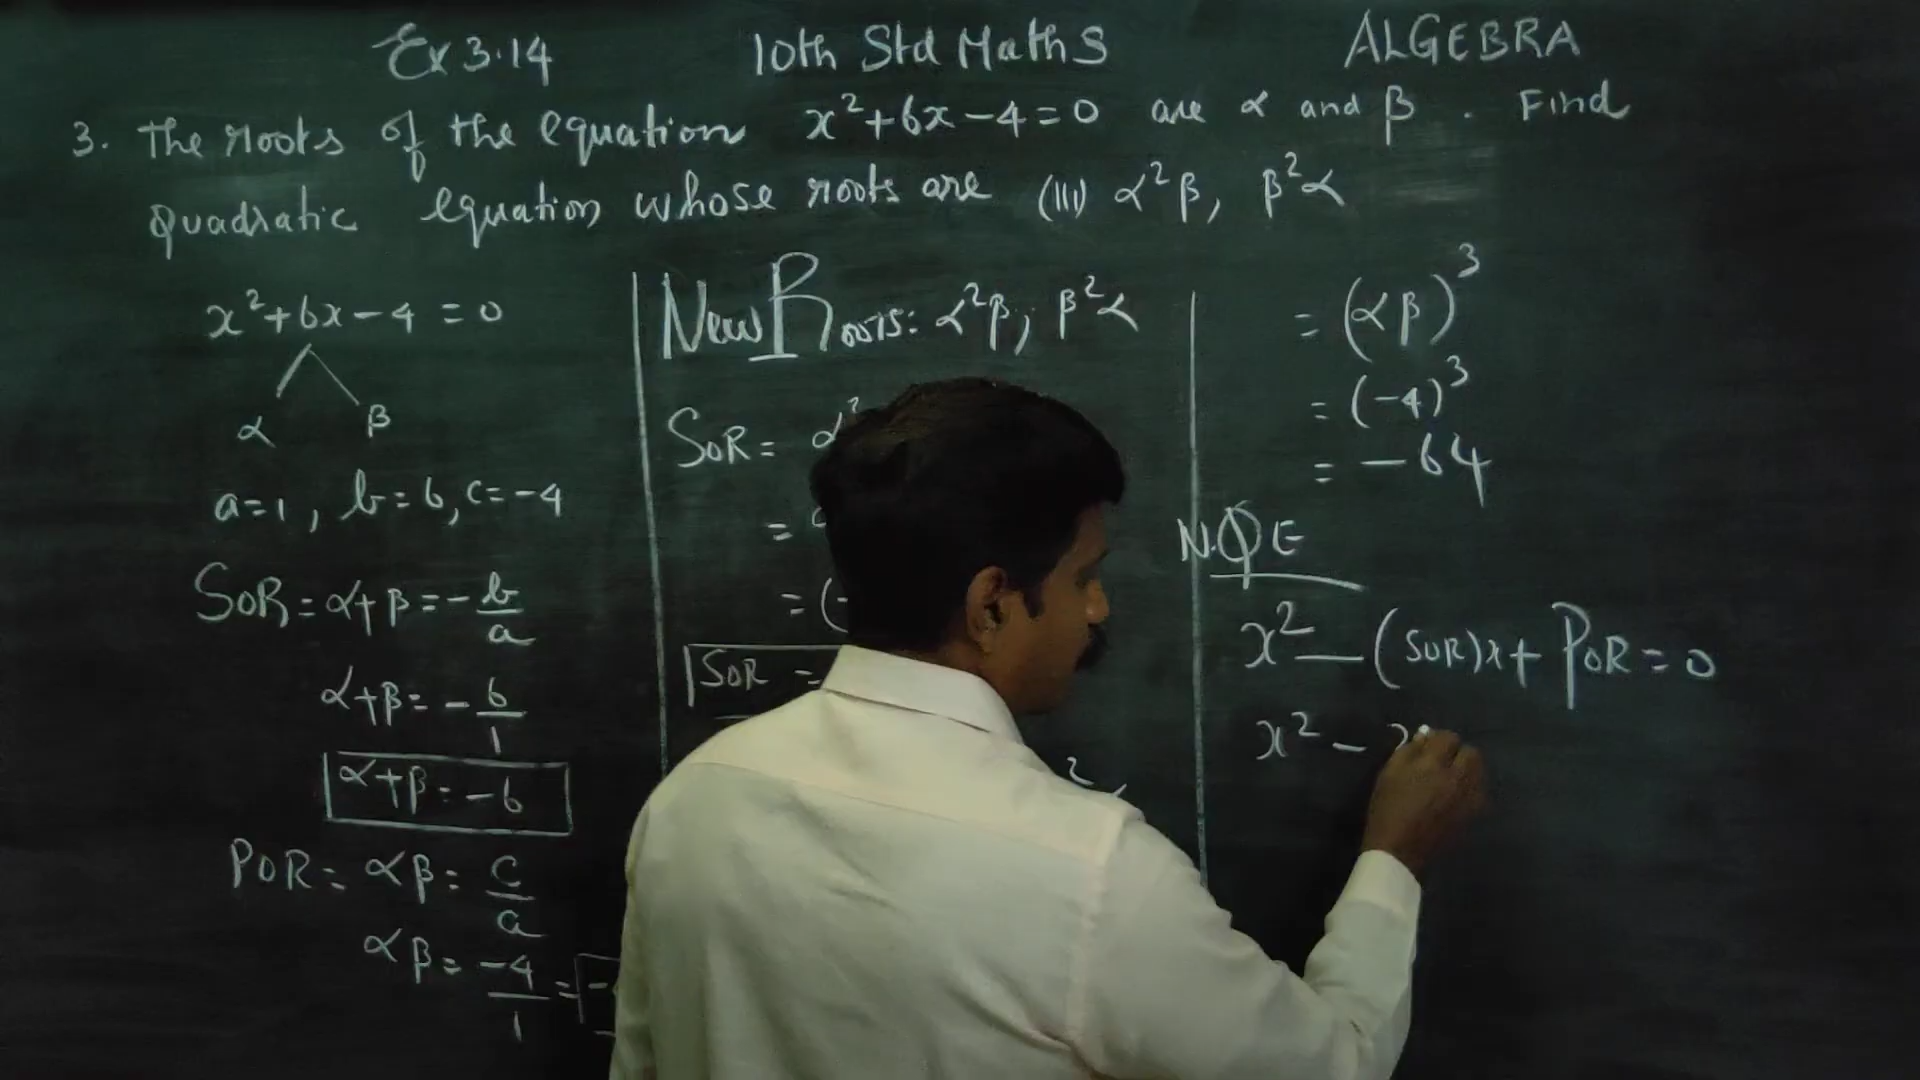 Ex 3.14 10th Std Maths ALGEBRA
3. The roots of the equation x²+6x-4=0 are α and β. Find
quadratic equation whose roots are (III) α²β, β²α
x²+6x-4=0
α β
a=1, b=6, c=-4
SOR=α+β=-b/a
α+β=-6/1
α+β=-6
POR=αβ=c/a
αβ=-4/1=-
New Roots: α²β, β²α
SOR= α²
=
=(-
SOR =
2
=(αβ)³
=(-4)³
=-64
N.Q.E
x²-(SOR)x+POR=0
x²-